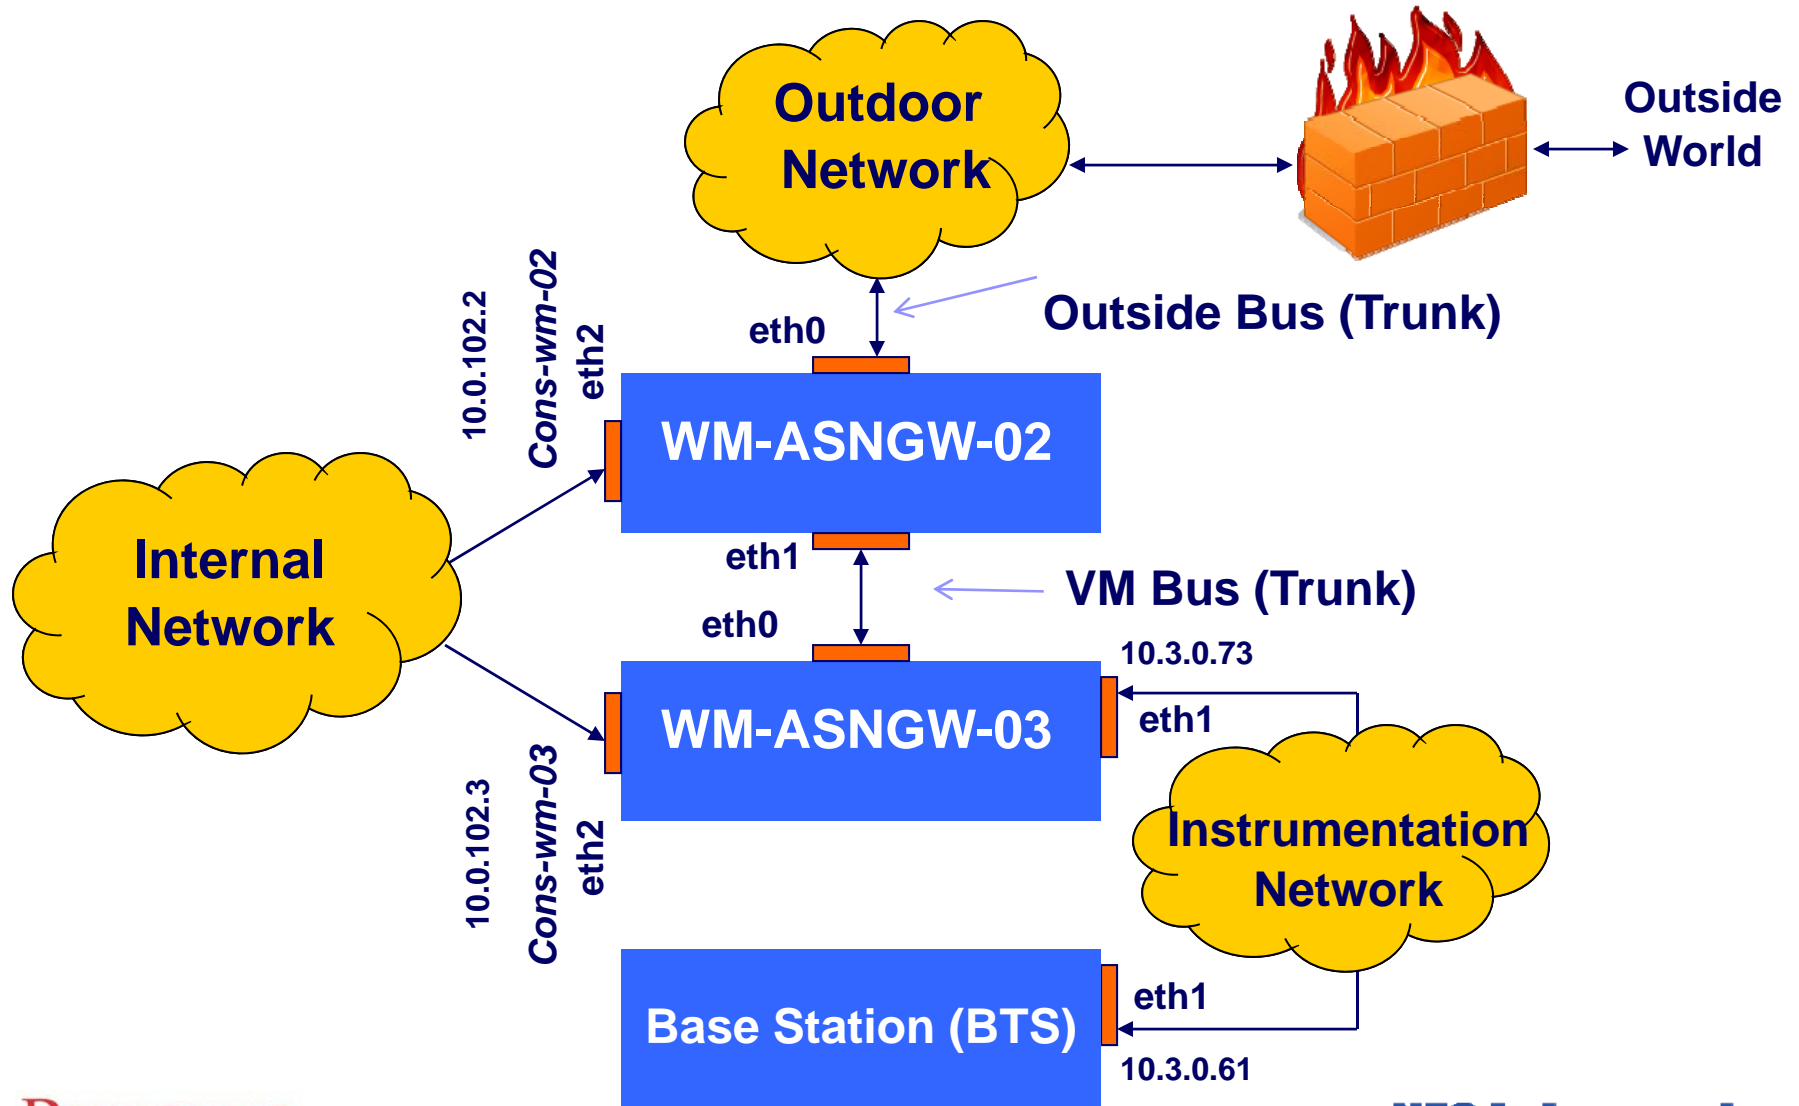 Outdoor
Network
Outside
World
Outside Bus (Trunk)
eth0
10.0.102.2
Cons-wm-02
eth2
WM-ASNGW-02
Internal
Network
eth1
VM Bus (Trunk)
eth0
10.3.0.73
WM-ASNGW-03
eth1
10.0.102.3
Cons-wm-03
eth2
Instrumentation
Network
Base Station (BTS)
eth1
10.3.0.61